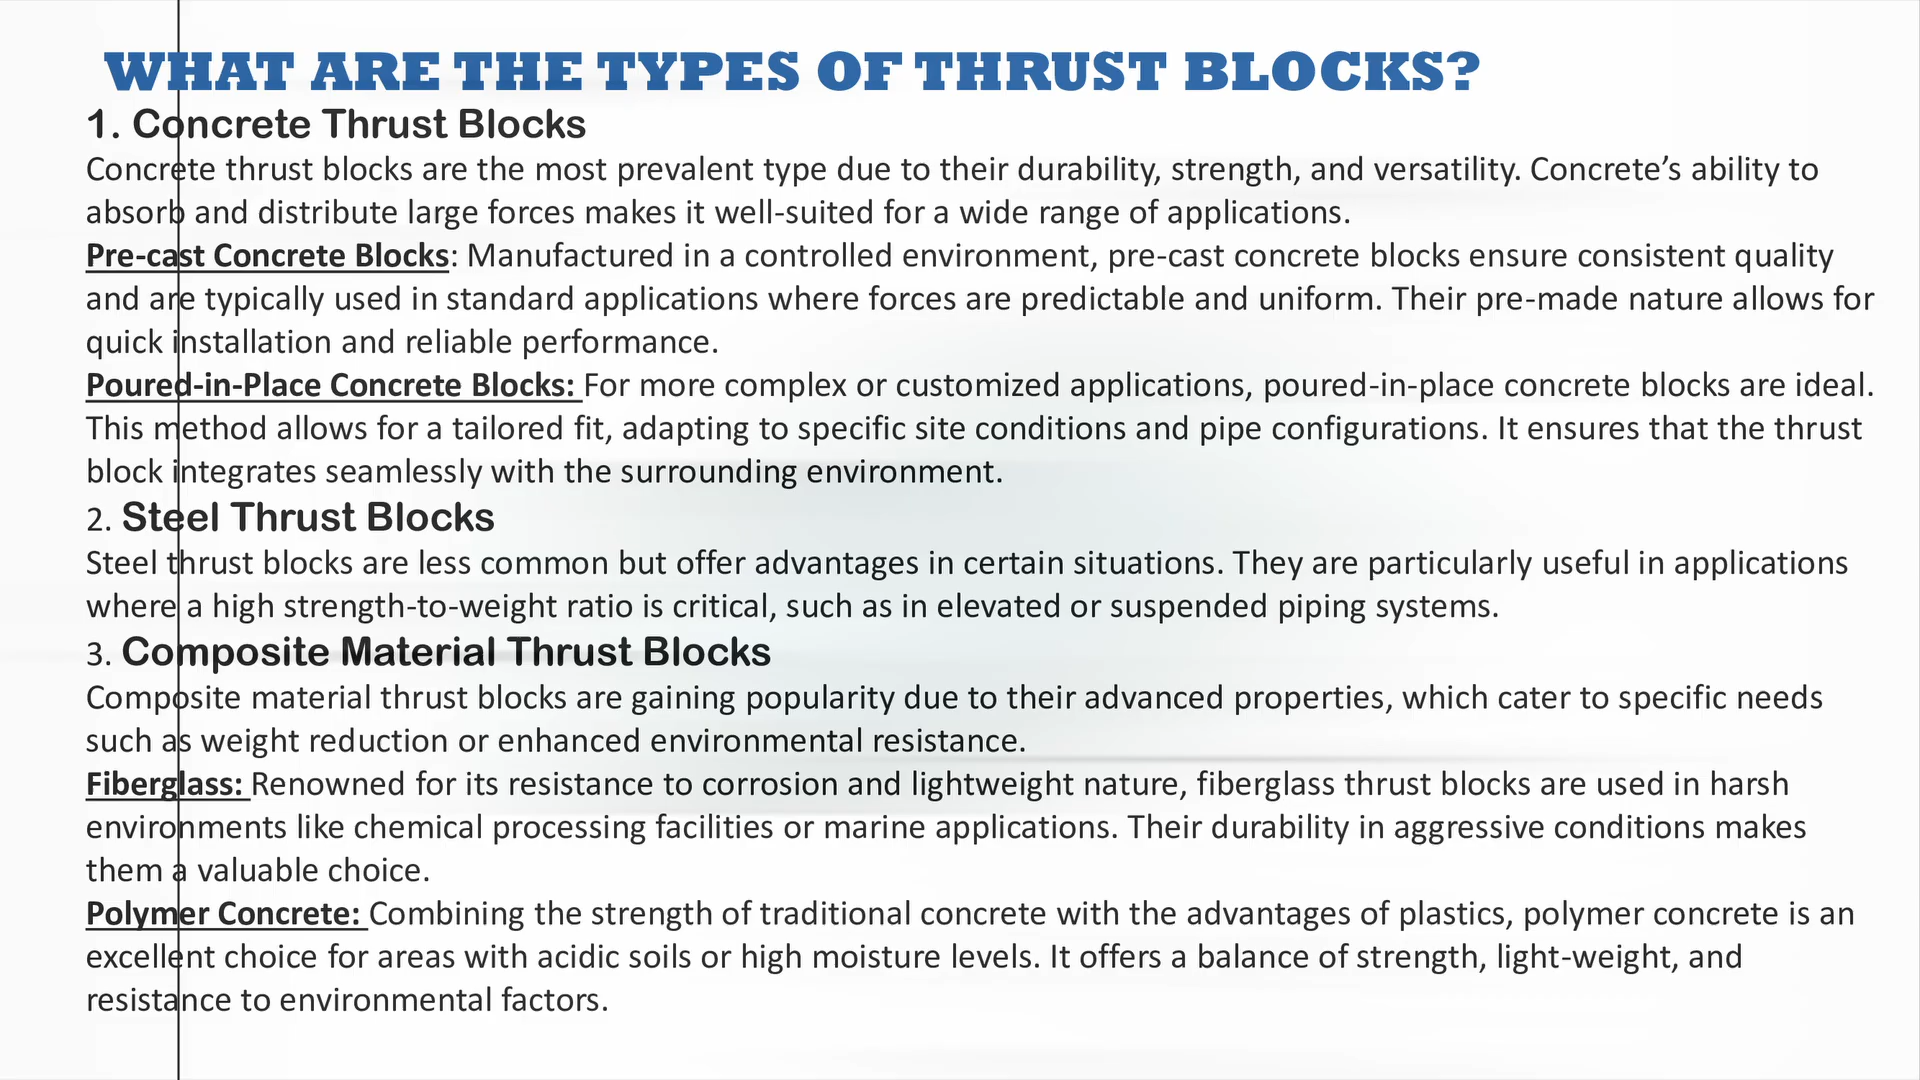 WHAT ARE THE TYPES OF THRUST BLOCKS?
1. Concrete Thrust Blocks
Concrete thrust blocks are the most prevalent type due to their durability, strength, and versatility. Concrete’s ability to
absorb and distribute large forces makes it well-suited for a wide range of applications.
Pre-cast Concrete Blocks: Manufactured in a controlled environment, pre-cast concrete blocks ensure consistent quality
and are typically used in standard applications where forces are predictable and uniform. Their pre-made nature allows for
quick installation and reliable performance.
Poured-in-Place Concrete Blocks: For more complex or customized applications, poured-in-place concrete blocks are ideal.
This method allows for a tailored fit, adapting to specific site conditions and pipe configurations. It ensures that the thrust
block integrates seamlessly with the surrounding environment.
2. Steel Thrust Blocks
Steel thrust blocks are less common but offer advantages in certain situations. They are particularly useful in applications
where a high strength-to-weight ratio is critical, such as in elevated or suspended piping systems.
3. Composite Material Thrust Blocks
Composite material thrust blocks are gaining popularity due to their advanced properties, which cater to specific needs
such as weight reduction or enhanced environmental resistance.
Fiberglass: Renowned for its resistance to corrosion and lightweight nature, fiberglass thrust blocks are used in harsh
environments like chemical processing facilities or marine applications. Their durability in aggressive conditions makes
them a valuable choice.
Polymer Concrete: Combining the strength of traditional concrete with the advantages of plastics, polymer concrete is an
excellent choice for areas with acidic soils or high moisture levels. It offers a balance of strength, light-weight, and
resistance to environmental factors.